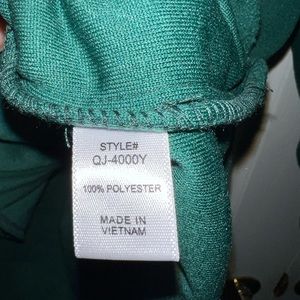 STYLE#
QJ-4000Y
100% POLYESTER
MADE IN
VIETNAM